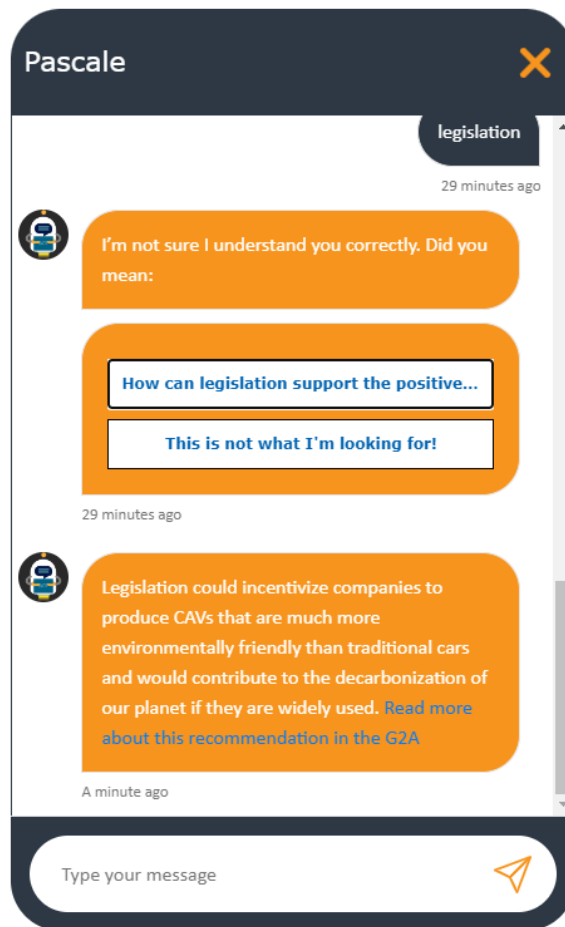 Pascale
legislation
29 minutes ago
I'm not sure I understand you correctly. Did you
mean:
How can legislation support the positive...
This is not what I'm looking for!
29 minutes ago
Legislation could incentivize companies to
produce CAVs that are much more
environmentally friendly than traditional cars
and would contribute to the decarbonization of
our planet if they are widely used. Read more
about this recommendation in the G2A
A minute ago
Type your message